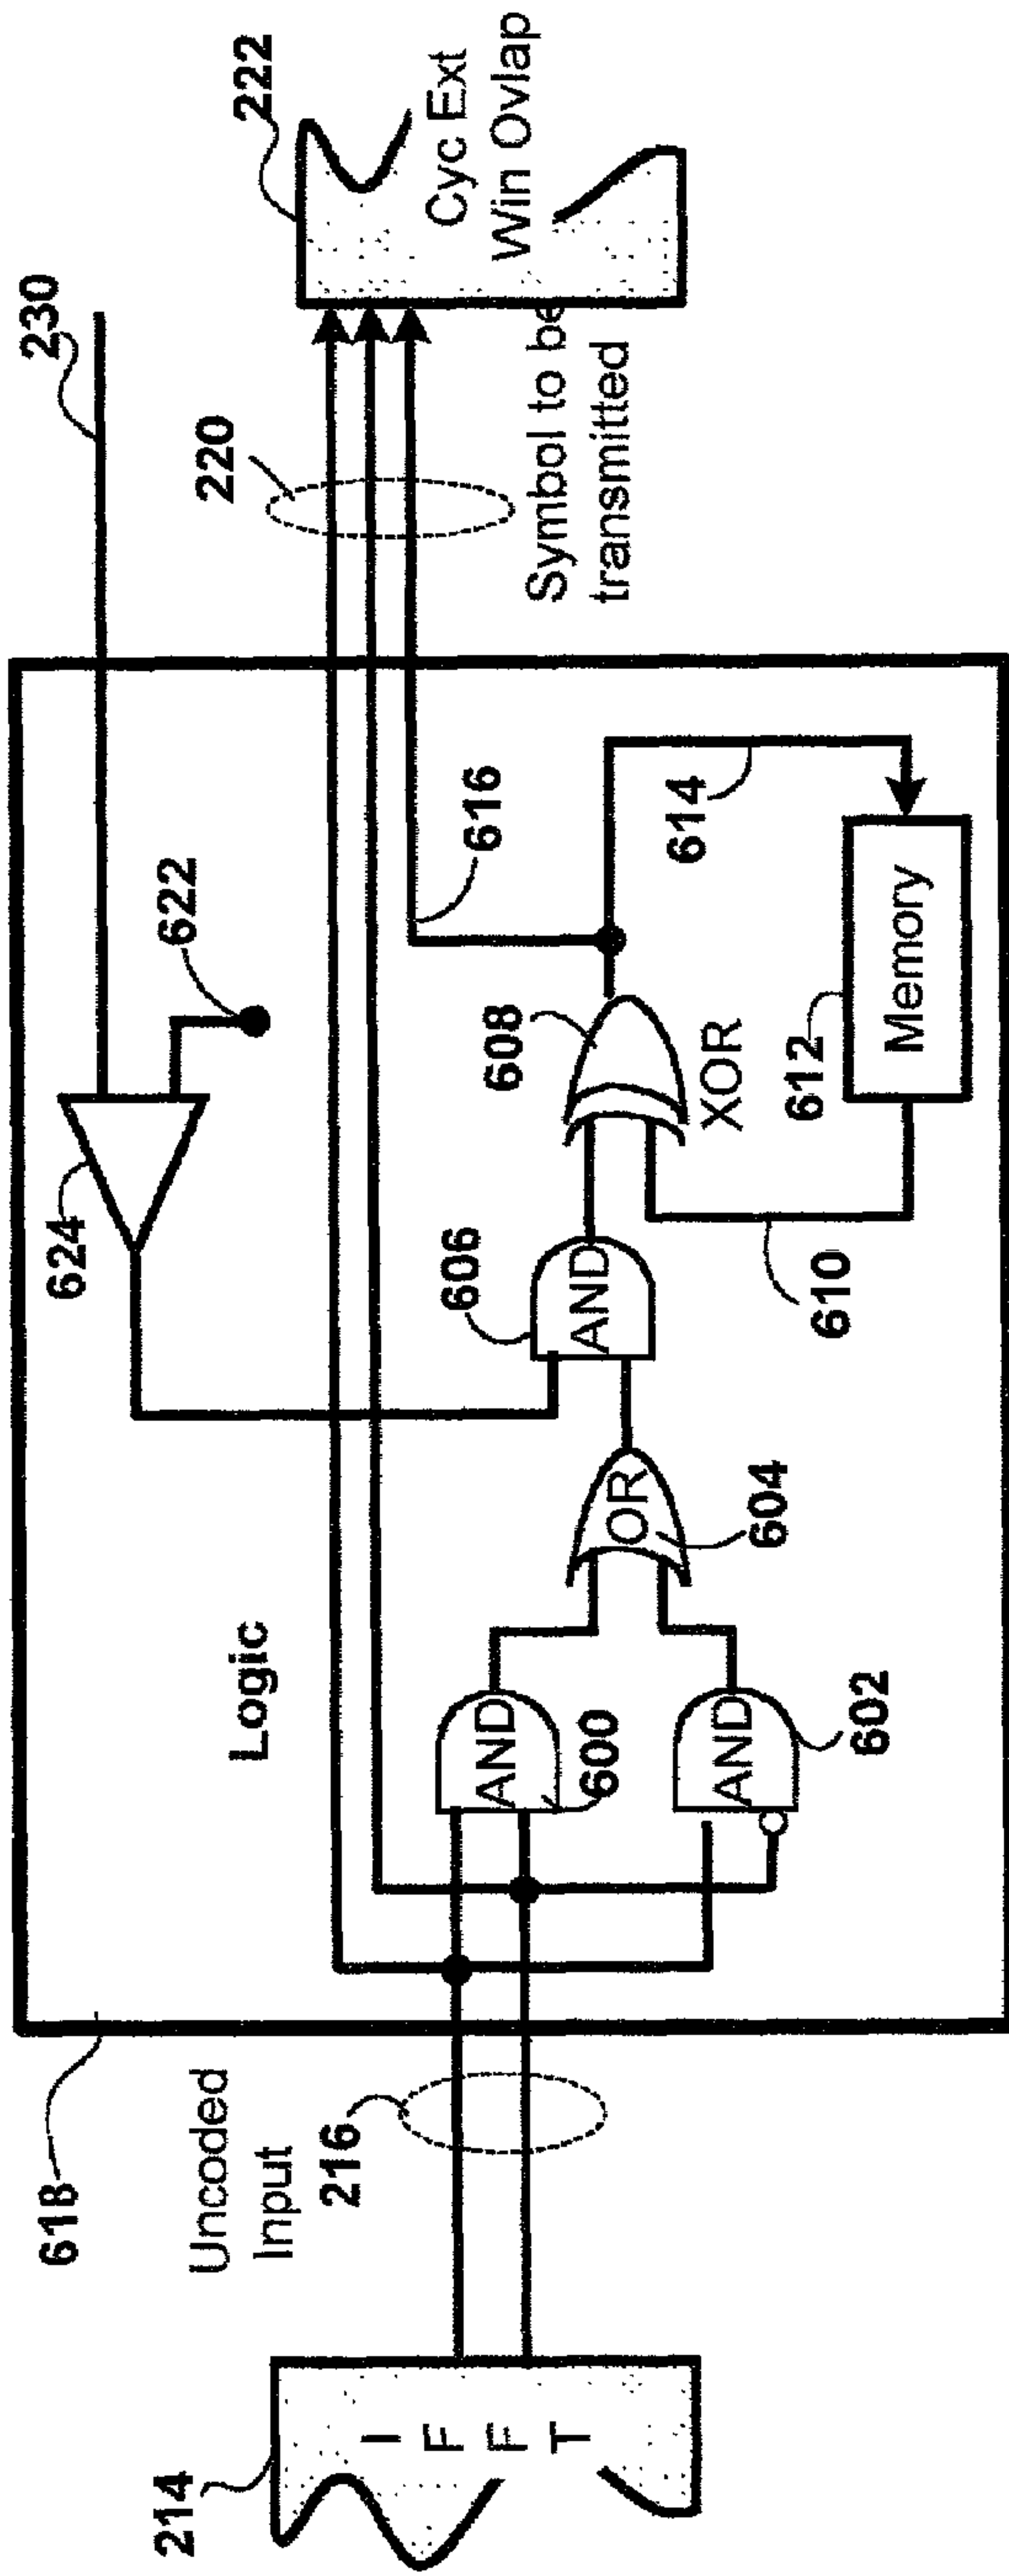 222
Cyc Ext
Win Ovlap
230
220
Symbol to be
transmitted
622
624
616
614
608
XOR
612
Memory
606
AND
610
OR
604
Logic
AND
600
AND
602
618
Uncoded
Input
216
214
I
F
F
T